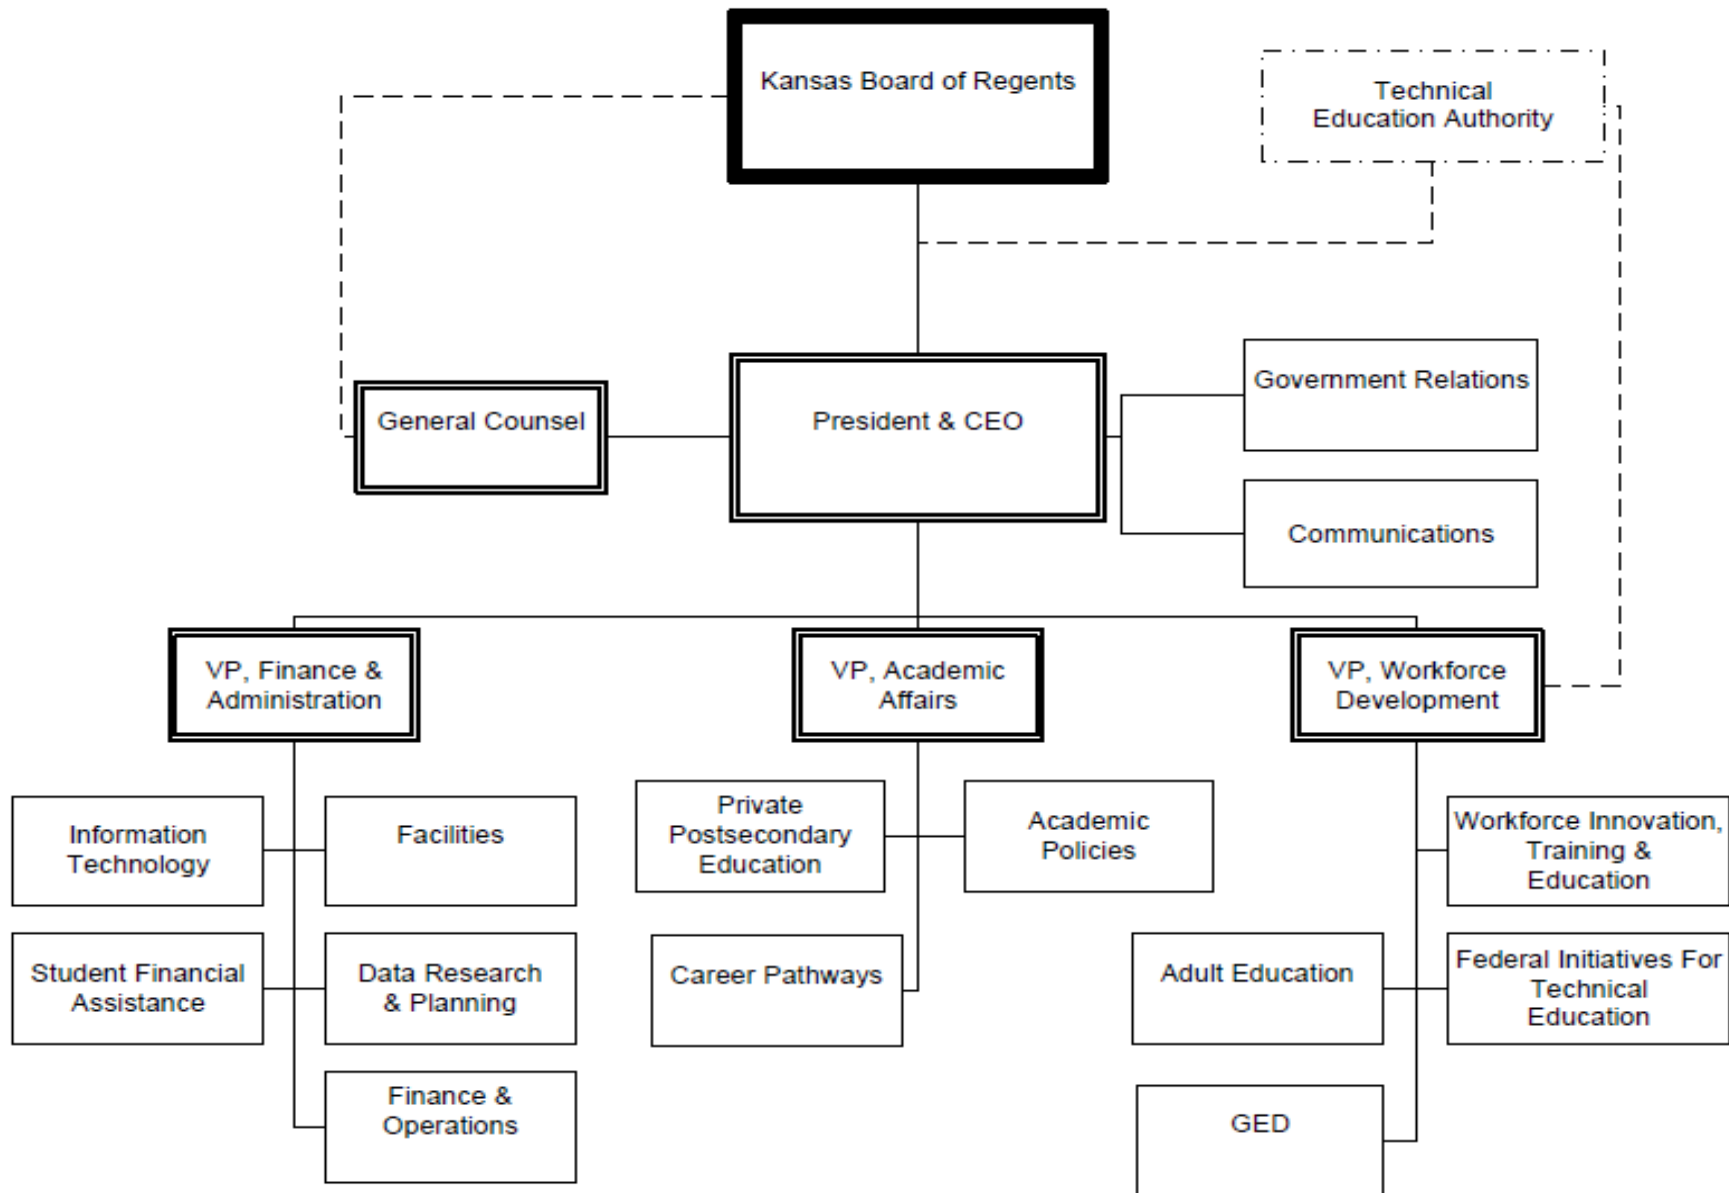 Kansas Board of Regents
Technical
Education Authority
General Counsel
President & CEO
Government Relations
Communications
VP, Finance &
Administration
VP, Academic
Affairs
VP, Workforce
Development
Information
Technology
Facilities
Student Financial
Assistance
Data Research
& Planning
Finance &
Operations
Private
Postsecondary
Education
Academic
Policies
Career Pathways
Workforce Innovation,
Training &
Education
Adult Education
Federal Initiatives For
Technical
Education
GED